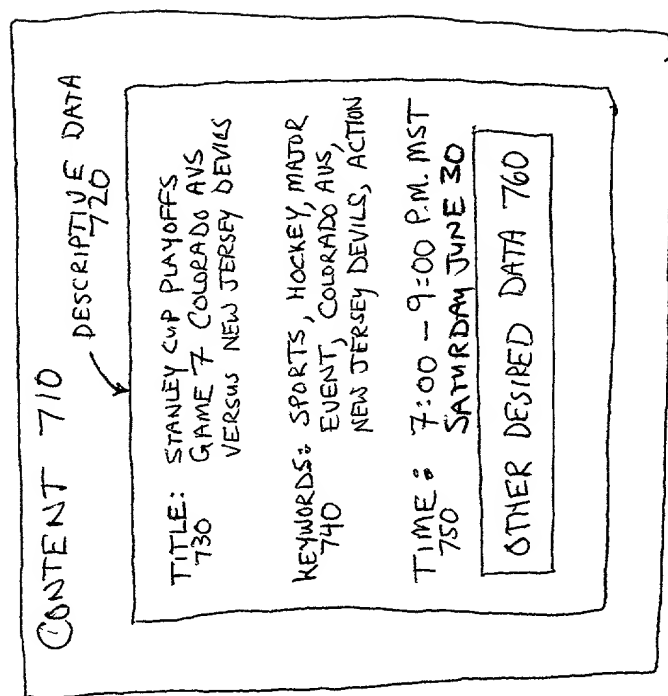 CONTENT 710
DESCRIPTIVE DATA
720
TITLE: STANLEY CUP PLAYOFFS
730 GAME 7 COLORADO AVS
VERSUS NEW JERSEY DEVILS
KEYWORDS: SPORTS, HOCKEY, MAJOR
740 EVENT, COLORADO AVS,
NEW JERSEY DEVILS, ACTION
TIME: 7:00 – 9:00 P.M. MST
750 SATURDAY JUNE 30
OTHER DESIRED DATA 760